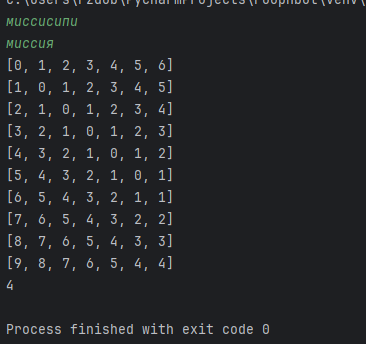 миссисипи
миссия
[0, 1, 2, 3, 4, 5, 6]
[1, 0, 1, 2, 3, 4, 5]
[2, 1, 0, 1, 2, 3, 4]
[3, 2, 1, 0, 1, 2, 3]
[4, 3, 2, 1, 0, 1, 2]
[5, 4, 3, 2, 1, 0, 1]
[6, 5, 4, 3, 2, 1, 1]
[7, 6, 5, 4, 3, 2, 2]
[8, 7, 6, 5, 4, 3, 3]
[9, 8, 7, 6, 5, 4, 4]
4
Process finished with exit code 0